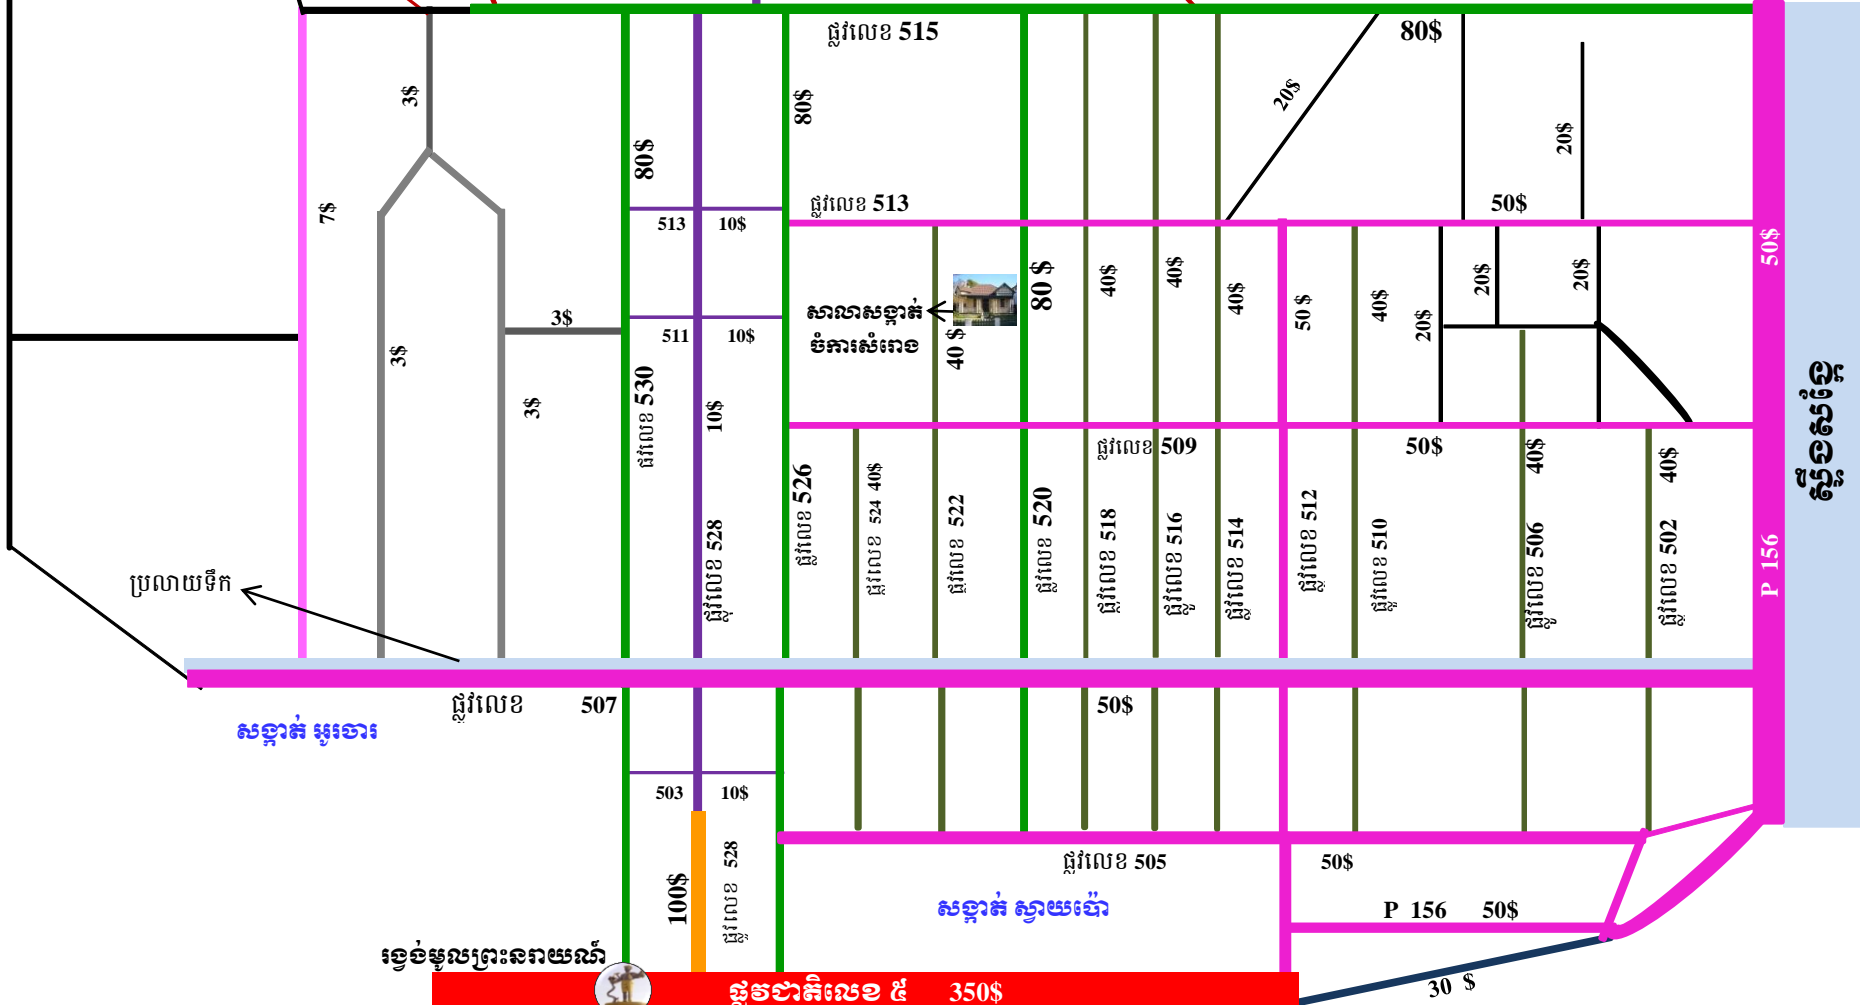 ផ្លូវលេខ 515
80$
3$
80$
80$
20$
20$
7$
ផ្លូវលេខ 513
50$
513 10$
50$
សាលាសង្កាត់
ចំការសំរោង
80 $
40$
40$
40$
50 $
40$
20$
20$
20$
3$
511 10$
40 $
3$
3$
ផ្លូវលេខ 530
10$
ផ្លូវលេខ 509
50$
ស្ទឹងសង្កែ
ផ្លូវលេខ 526
ផ្លូវលេខ 524 40$
ផ្លូវលេខ 522
ផ្លូវលេខ 520
ផ្លូវលេខ 518
ផ្លូវលេខ 516
ផ្លូវលេខ 514
ផ្លូវលេខ 512
ផ្លូវលេខ 510
ផ្លូវលេខ 506
40$
ផ្លូវលេខ 502
40$
P 156
ផ្លូវលេខ 528
ប្រលាយទឹក
ផ្លូវលេខ 507
50$
សង្កាត់ អូរចារ
503 10$
ផ្លូវលេខ 505
50$
100$
ផ្លូវលេខ 528
សង្កាត់ ស្វាយប៉ោ
P 156 50$
រង្វង់មូលព្រះនរាយណ៍
ផ្លូវជាតិលេខ ៥ 350$
30 $